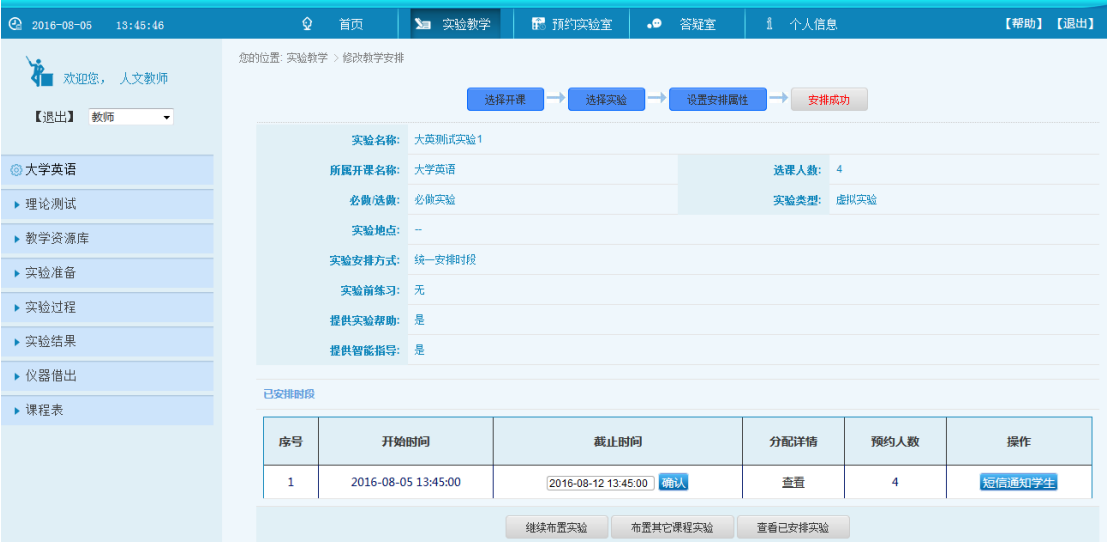 2016-08-05 13:45:46 首页 实验教学 预约实验室 答疑室 个人信息 【帮助】 【退出】
欢迎您， 人文教师
【退出】 教师
大学英语
理论测试
教学资源库
实验准备
实验过程
实验结果
仪器借出
课程表
您的位置: 实验教学 > 修改教学安排
选择开课 选择实验 设置安排属性 安排成功
实验名称: 大英测试实验1
所属开课名称: 大学英语 选课人数: 4
必做/选做: 必做实验 实验类型: 虚拟实验
实验地点: --
实验安排方式: 统一安排时段
实验前练习: 无
提供实验帮助: 是
提供智能指导: 是
已安排时段
序号 开始时间 截止时间 分配详情 预约人数 操作
1 2016-08-05 13:45:00 2016-08-12 13:45:00 确认 查看 4 短信通知学生
继续布置实验 布置其它课程实验 查看已安排实验